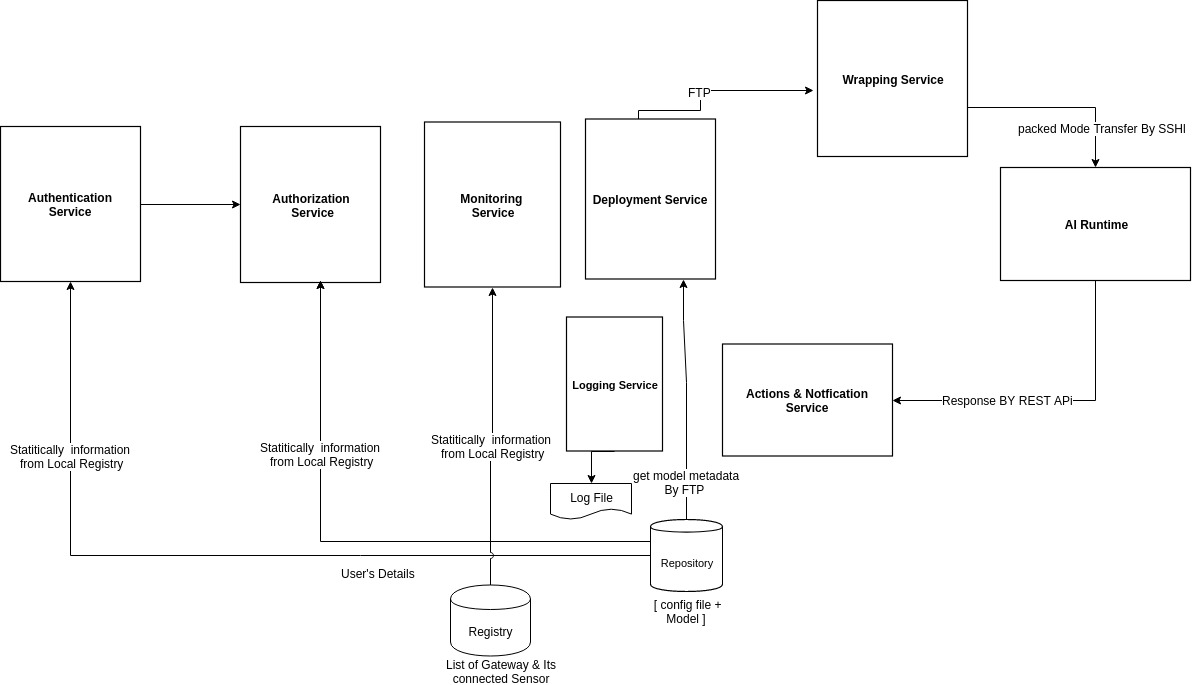 Wrapping Service
FTP
packed Mode Transfer By SSHl
Authentication
Service
Authorization
Service
Monitoring
Service
Deployment Service
AI Runtime
Logging Service
Actions & Notfication
Service
Response BY REST APi
Statitically  information
from Local Registry
Statitically  information
from Local Registry
Statitically  information
from Local Registry
get model metadata
By FTP
Log File
Repository
User's Details
[ config file +
Model ]
Registry
List of Gateway & Its
connected Sensor